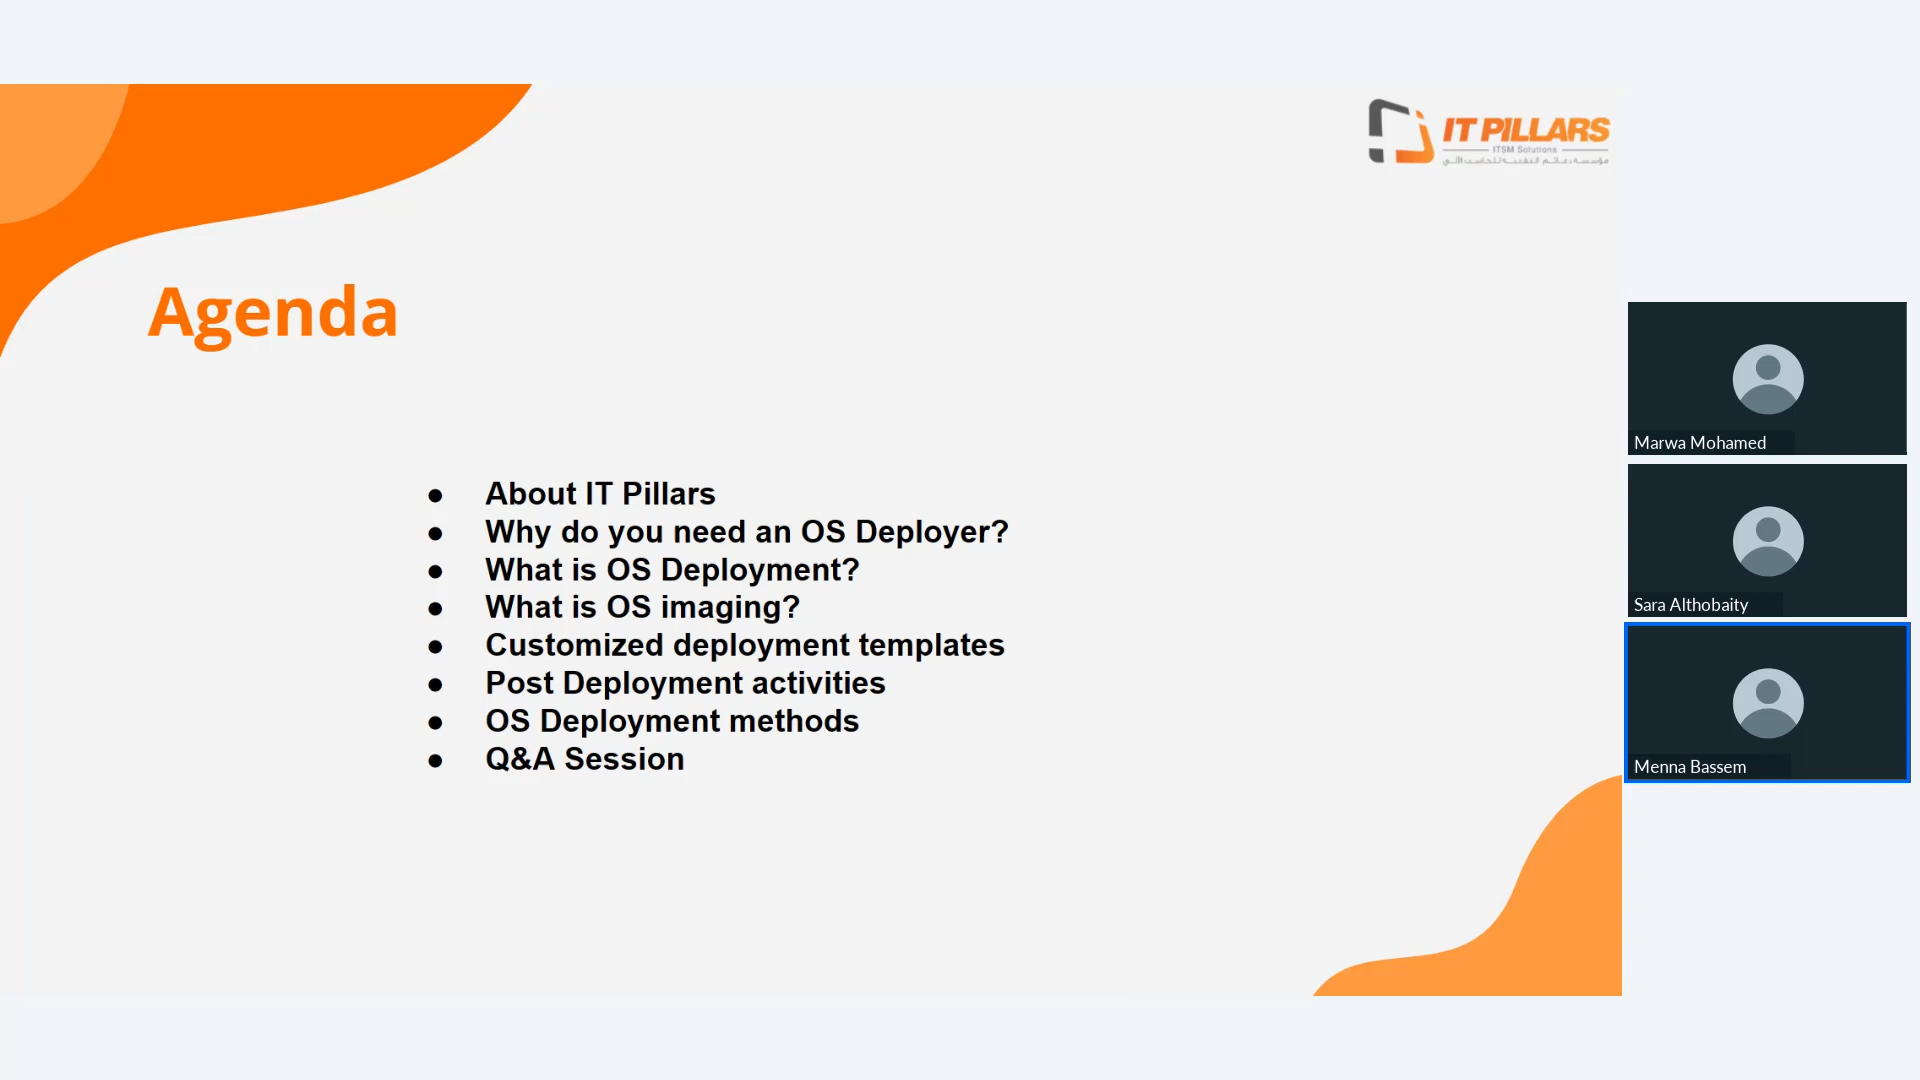 IT PILLARS
ITSM Solutions
مؤسسة دعائم التقنية للحاسب الآلي
Agenda
● About IT Pillars
● Why do you need an OS Deployer?
● What is OS Deployment?
● What is OS imaging?
● Customized deployment templates
● Post Deployment activities
● OS Deployment methods
● Q&A Session
Marwa Mohamed
Sara Althobaity
Menna Bassem